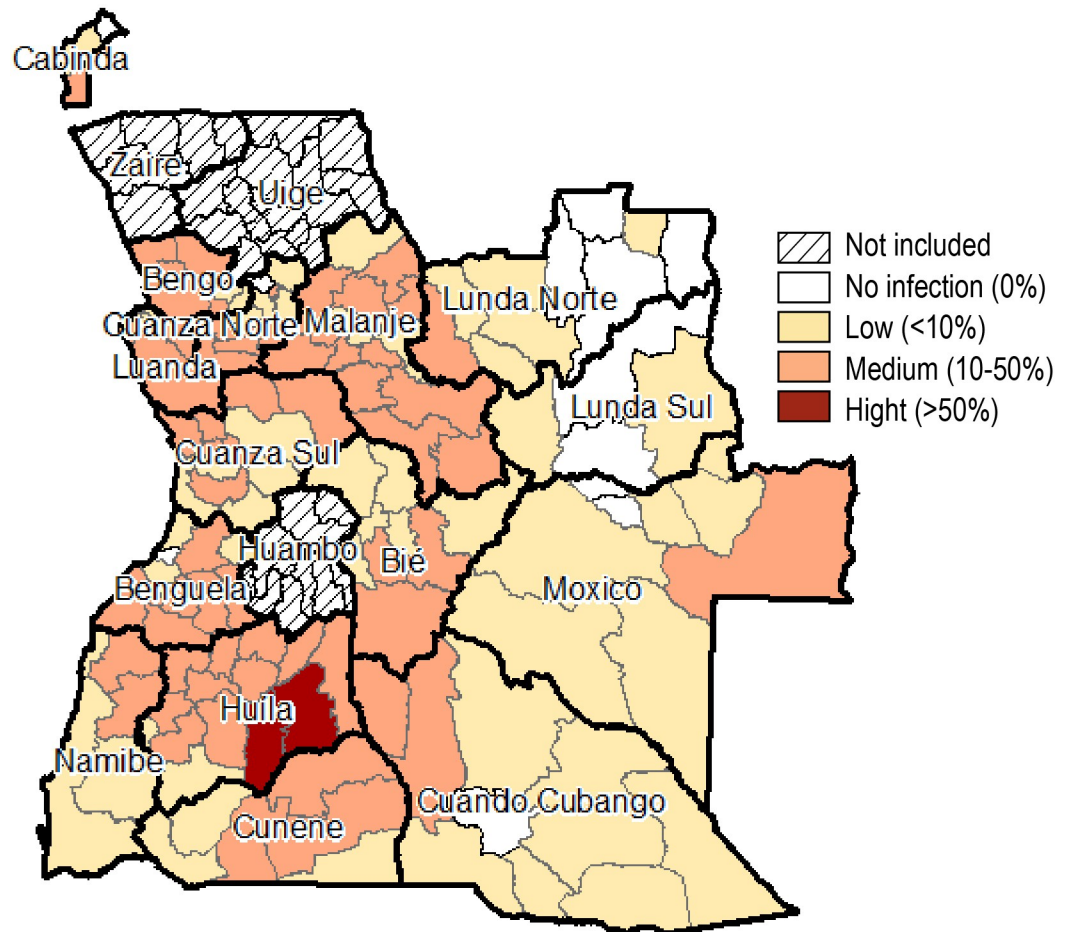 Cabinda
Zaire
Uige
Bengo
Cuanza Norte
Malanje
Lunda Norte
Luanda
Lunda Sul
Cuanza Sul
Huambo
Bié
Benguela
Moxico
Huíla
Namibe
Cuando Cubango
Cunene
Not included
No infection (0%)
Low (<10%)
Medium (10-50%)
Hight (>50%)